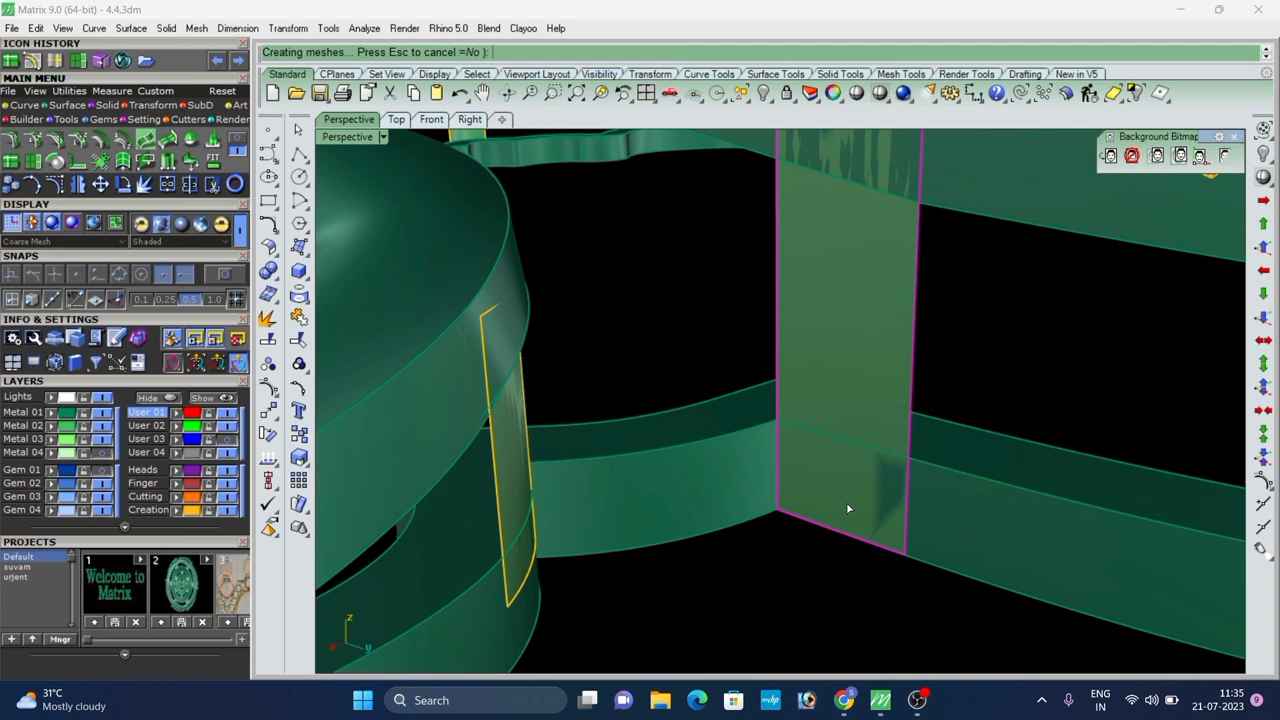 Matrix 9.0 (64-bit) - 4.4.3dm
File Edit View Curve Surface Solid Mesh Dimension Transform Tools Analyze Render Rhino 5.0 Blend Clayoo Help
ICON HISTORY
Creating meshes... Press Esc to cancel =No ):
MAIN MENU
Reset
File View Utilities Measure Custom
Curve Surface Solid Transform SubD Art
Builder Tools Gems Setting Cutters Render
Standard CPlanes Set View Display Select Viewport Layout Visibility Transform Curve Tools Surface Tools Solid Tools Mesh Tools Render Tools Drafting New in V5
Perspective Top Front Right
Perspective
Background Bitmap
FIT
DISPLAY
Coarse Mesh Shaded
SNAPS
0.1 0.25 0.5 1.0
INFO & SETTINGS
LAYERS
Lights Hide Show
Metal 01 User 01
Metal 02 User 02
Metal 03 User 03
Metal 04 User 04
Gem 01 Heads
Gem 02 Finger
Gem 03 Cutting
Gem 04 Creation
PROJECTS
Default
suvam
urjent
1 2 3
Welcome to Matrix
Mngr
z
y
31°C
Mostly cloudy
Search
ENG
IN
11:35
21-07-2023
9